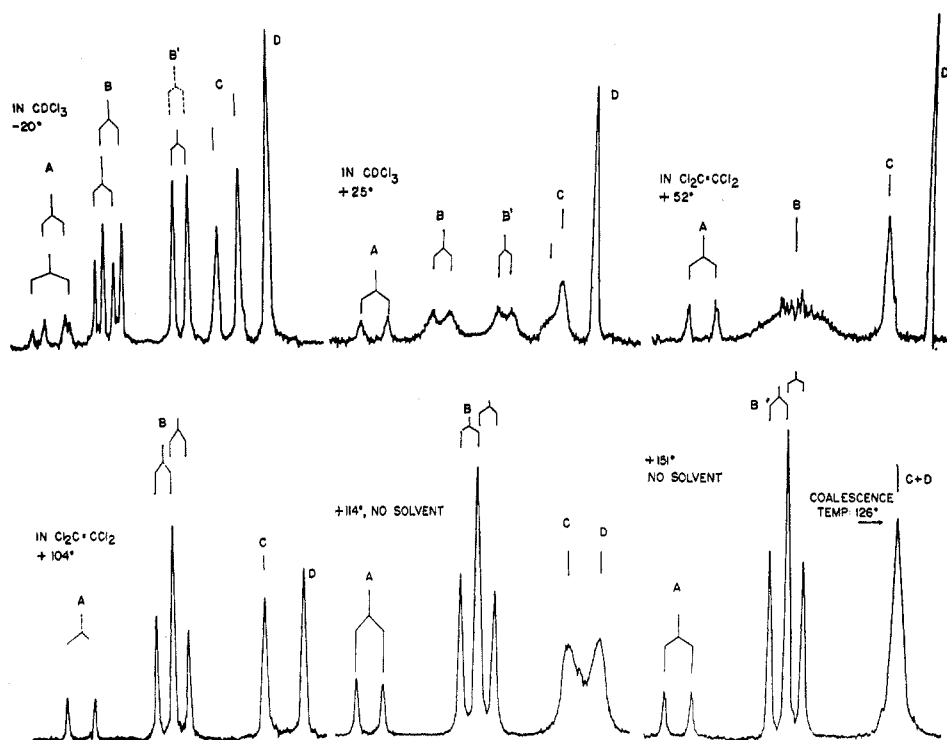 IN CDCl3
-20°
A
B
B'
C
D
IN CDCl3
+25°
A
B
B'
C
D
IN Cl2C=CCl2
+52°
A
B
C
D
IN Cl2C=CCl2
+104°
A
B
C
D
+114°, NO SOLVENT
A
B
C
D
+151°
NO SOLVENT
A
B
COALESCENCE
TEMP: 126°
C+D